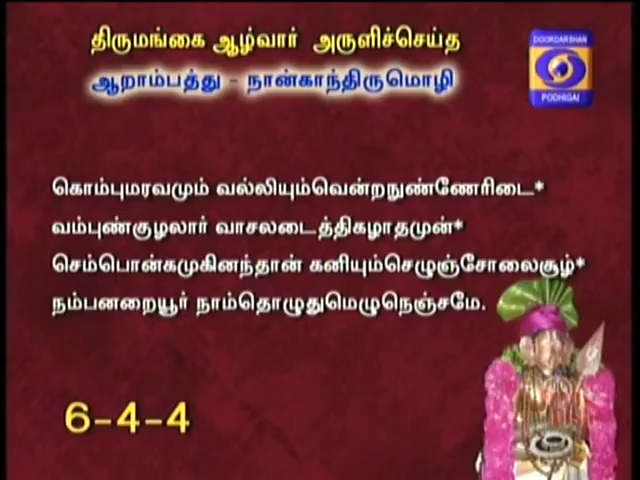 திருமங்கை ஆழ்வார் அருளிச்செய்த
ஆறாம்பத்து - நான்காந்திருமொழி
DOORDARSHAN
PODHIGAI
கொம்புமரவமும் வல்லியும்வென்றநுண்ணேரிடை*
வம்புண்குழலார் வாசலடைத்திகழாதமுன்*
செம்பொன்கமுகினந்தான் கனியும்செழுஞ்சோலைசூழ்*
நம்பனறையூர் நாம்தொழுதுமெழுநெஞ்சமே.
6-4-4